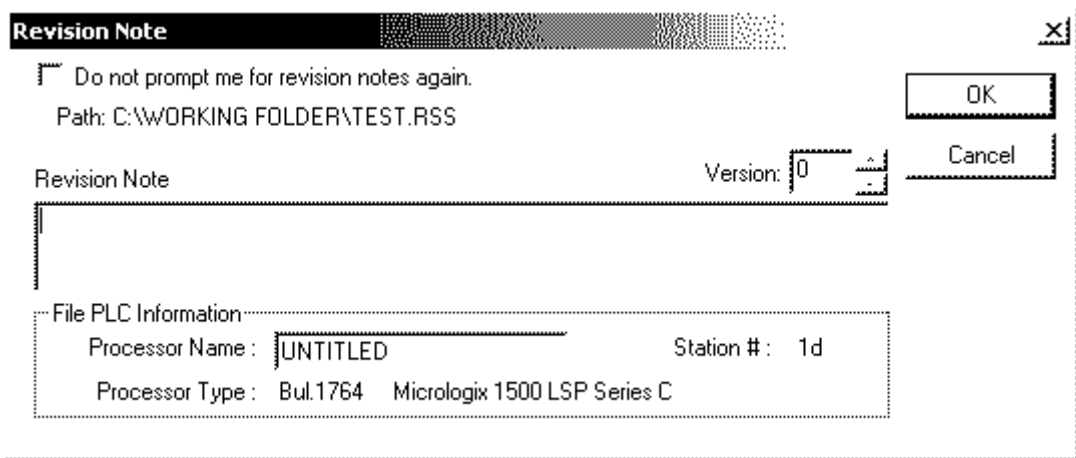 Revision Note
Do not prompt me for revision notes again.
OK
Path: C:\WORKING FOLDER\TEST.RSS
Cancel
Version: 0
Revision Note
File PLC Information
Processor Name : UNTITLED Station # : 1d
Processor Type : Bul.1764 Micrologix 1500 LSP Series C